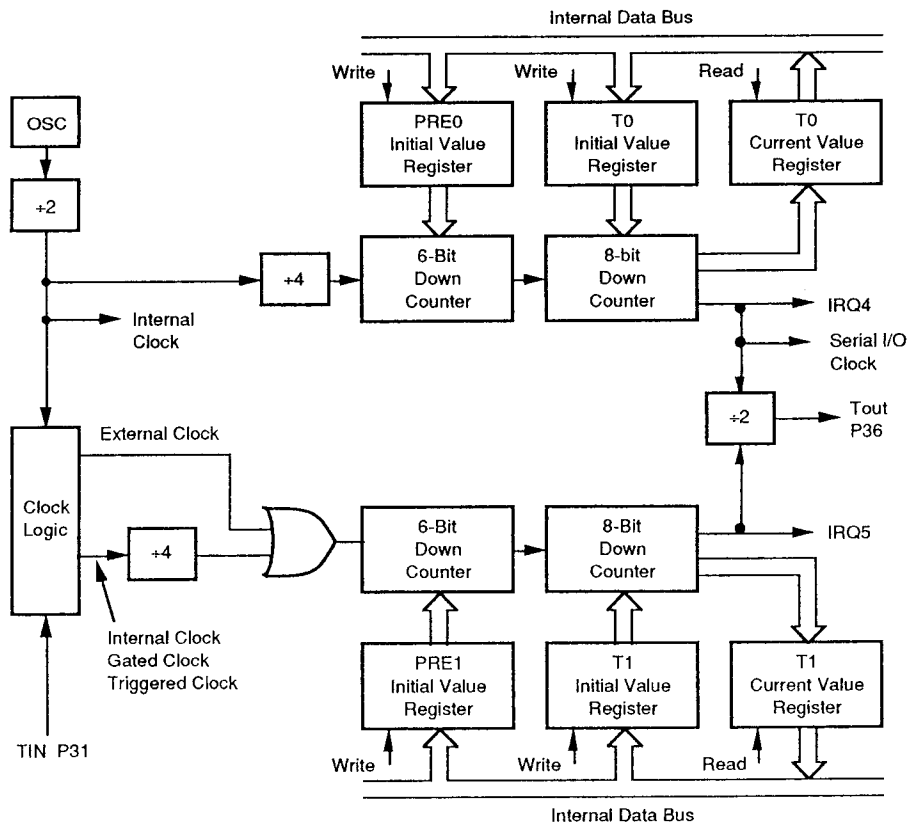 Internal Data Bus
Write
Write
Read
OSC
PRE0
Initial Value
Register
T0
Initial Value
Register
T0
Current Value
Register
÷2
÷4
6-Bit
Down
Counter
8-bit
Down
Counter
IRQ4
Internal
Clock
Serial I/O
Clock
÷2
Tout
P36
External Clock
Clock
Logic
÷4
6-Bit
Down
Counter
8-Bit
Down
Counter
IRQ5
Internal Clock
Gated Clock
Triggered Clock
PRE1
Initial Value
Register
T1
Initial Value
Register
T1
Current Value
Register
TIN P31
Write
Write
Read
Internal Data Bus